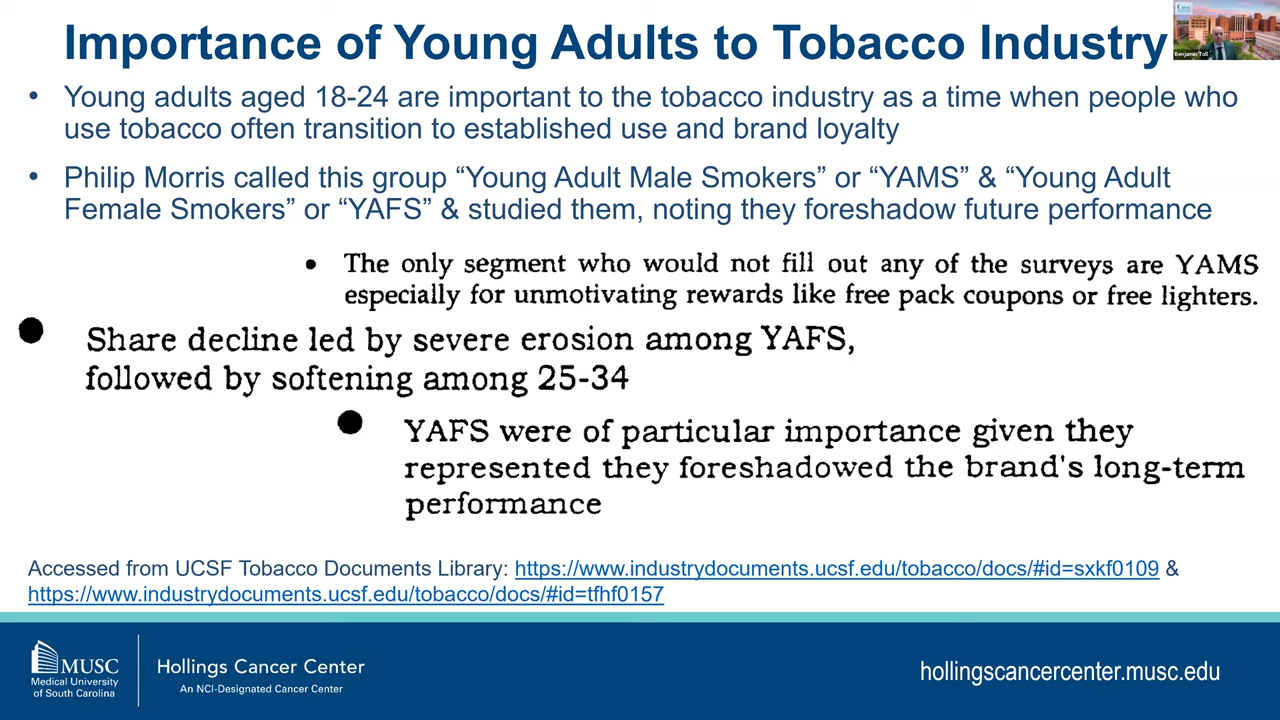 Importance of Young Adults to Tobacco Industry
Benjamin Toll
• Young adults aged 18-24 are important to the tobacco industry as a time when people who
use tobacco often transition to established use and brand loyalty
• Philip Morris called this group “Young Adult Male Smokers” or “YAMS” & “Young Adult
Female Smokers” or “YAFS” & studied them, noting they foreshadow future performance
• The only segment who would not fill out any of the surveys are YAMS
especially for unmotivating rewards like free pack coupons or free lighters.
• Share decline led by severe erosion among YAFS,
followed by softening among 25-34
• YAFS were of particular importance given they
represented they foreshadowed the brand's long-term
performance
Accessed from UCSF Tobacco Documents Library: https://www.industrydocuments.ucsf.edu/tobacco/docs/#id=sxkf0109 &
https://www.industrydocuments.ucsf.edu/tobacco/docs/#id=tfhf0157
MUSC
Medical University
of South Carolina
Hollings Cancer Center
An NCI-Designated Cancer Center
hollingscancercenter.musc.edu